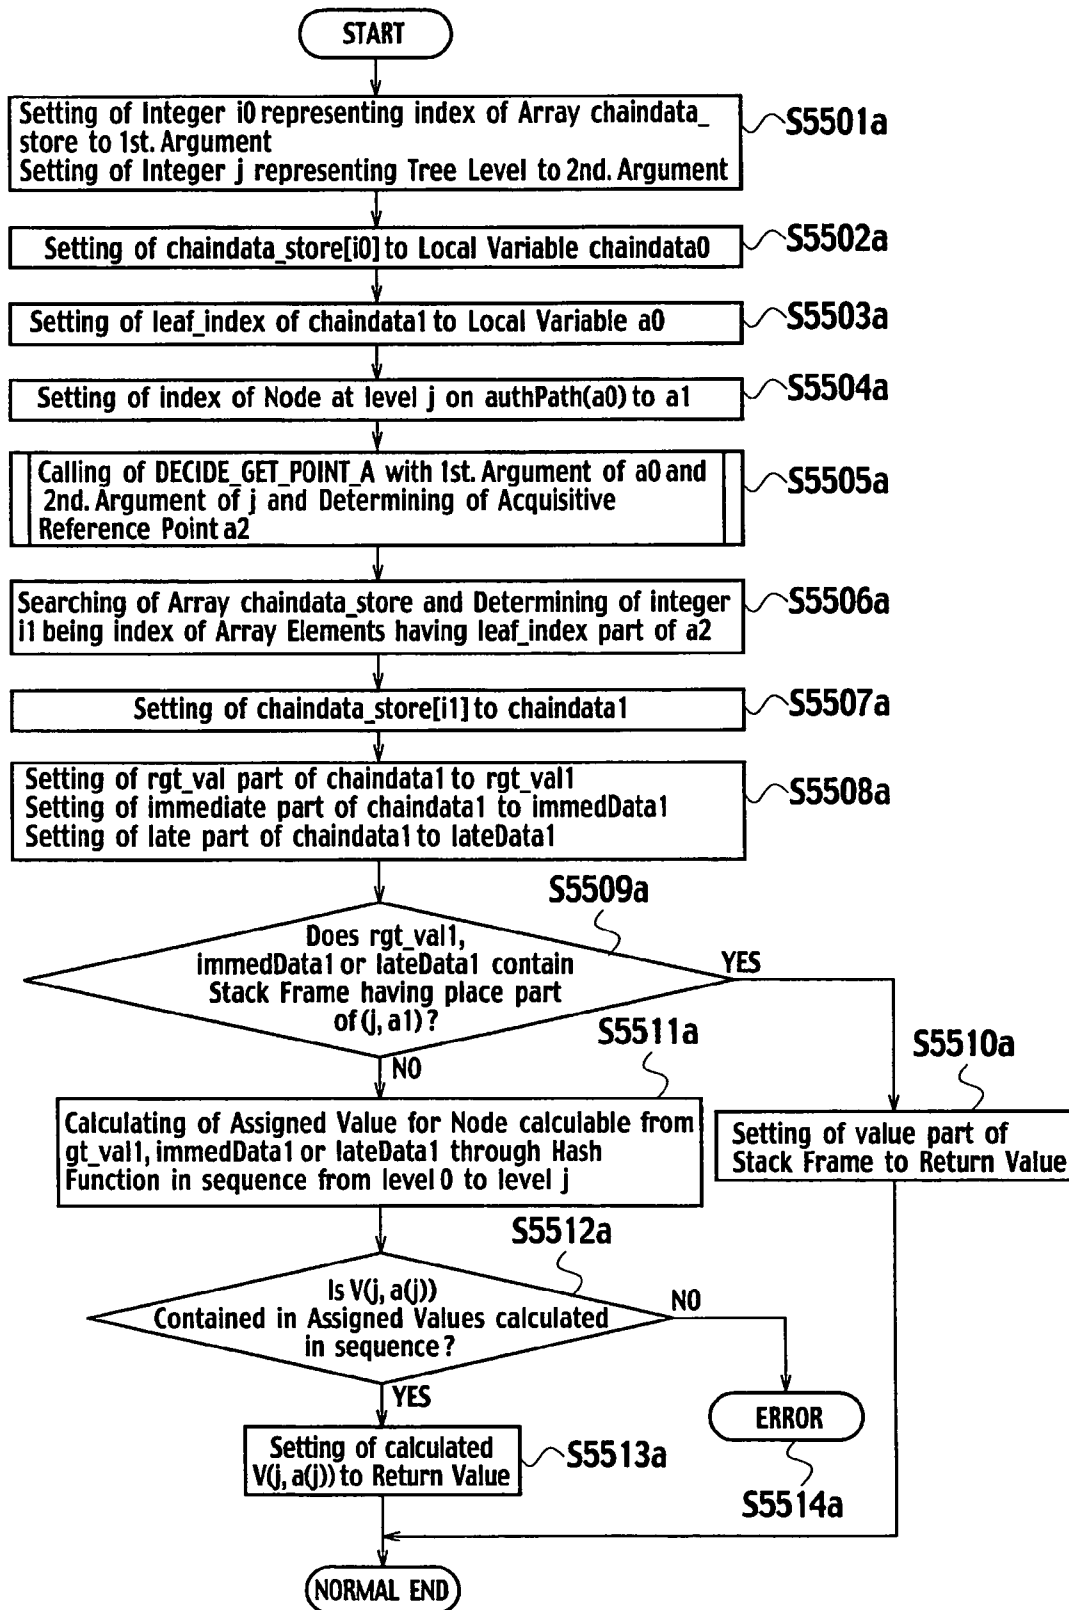 START
Setting of Integer i0 representing index of Array chaindata_
store to 1st. Argument
Setting of Integer j representing Tree Level to 2nd. Argument
S5501a
Setting of chaindata_store[i0] to Local Variable chaindata0
S5502a
Setting of leaf_index of chaindata1 to Local Variable a0
S5503a
Setting of index of Node at level j on authPath(a0) to a1
S5504a
Calling of DECIDE_GET_POINT_A with 1st. Argument of a0 and
2nd. Argument of j and Determining of Acquisitive
Reference Point a2
S5505a
Searching of Array chaindata_store and Determining of integer
i1 being index of Array Elements having leaf_index part of a2
S5506a
Setting of chaindata_store[i1] to chaindata1
S5507a
Setting of rgt_val part of chaindata1 to rgt_val1
Setting of immediate part of chaindata1 to immedData1
Setting of late part of chaindata1 to lateData1
S5508a
S5509a
Does rgt_val1,
immedData1 or lateData1 contain
Stack Frame having place part
of (j, a1) ?
YES
NO
S5511a
S5510a
Calculating of Assigned Value for Node calculable from
gt_val1, immedData1 or lateData1 through Hash
Function in sequence from level 0 to level j
Setting of value part of
Stack Frame to Return Value
S5512a
Is V(j, a(j))
Contained in Assigned Values calculated
in sequence ?
NO
YES
ERROR
S5514a
Setting of calculated
V(j, a(j)) to Return Value
S5513a
NORMAL END